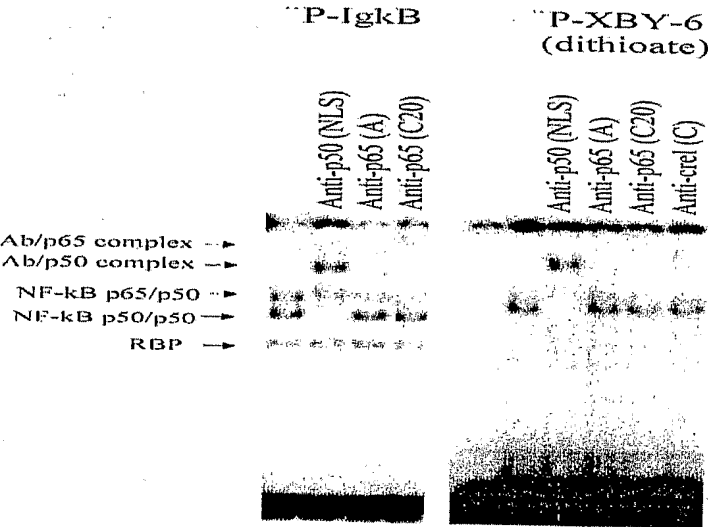 P-IgkB
P-XBY-6
(dithioate)
Anti-p50 (NLS)
Anti-p65 (A)
Anti-p65 (C20)
Anti-p50 (NLS)
Anti-p65 (A)
Anti-p65 (C20)
Anti-crel (C)
Ab/p65 complex
Ab/p50 complex
NF-kB p65/p50
NF-kB p50/p50
RBP